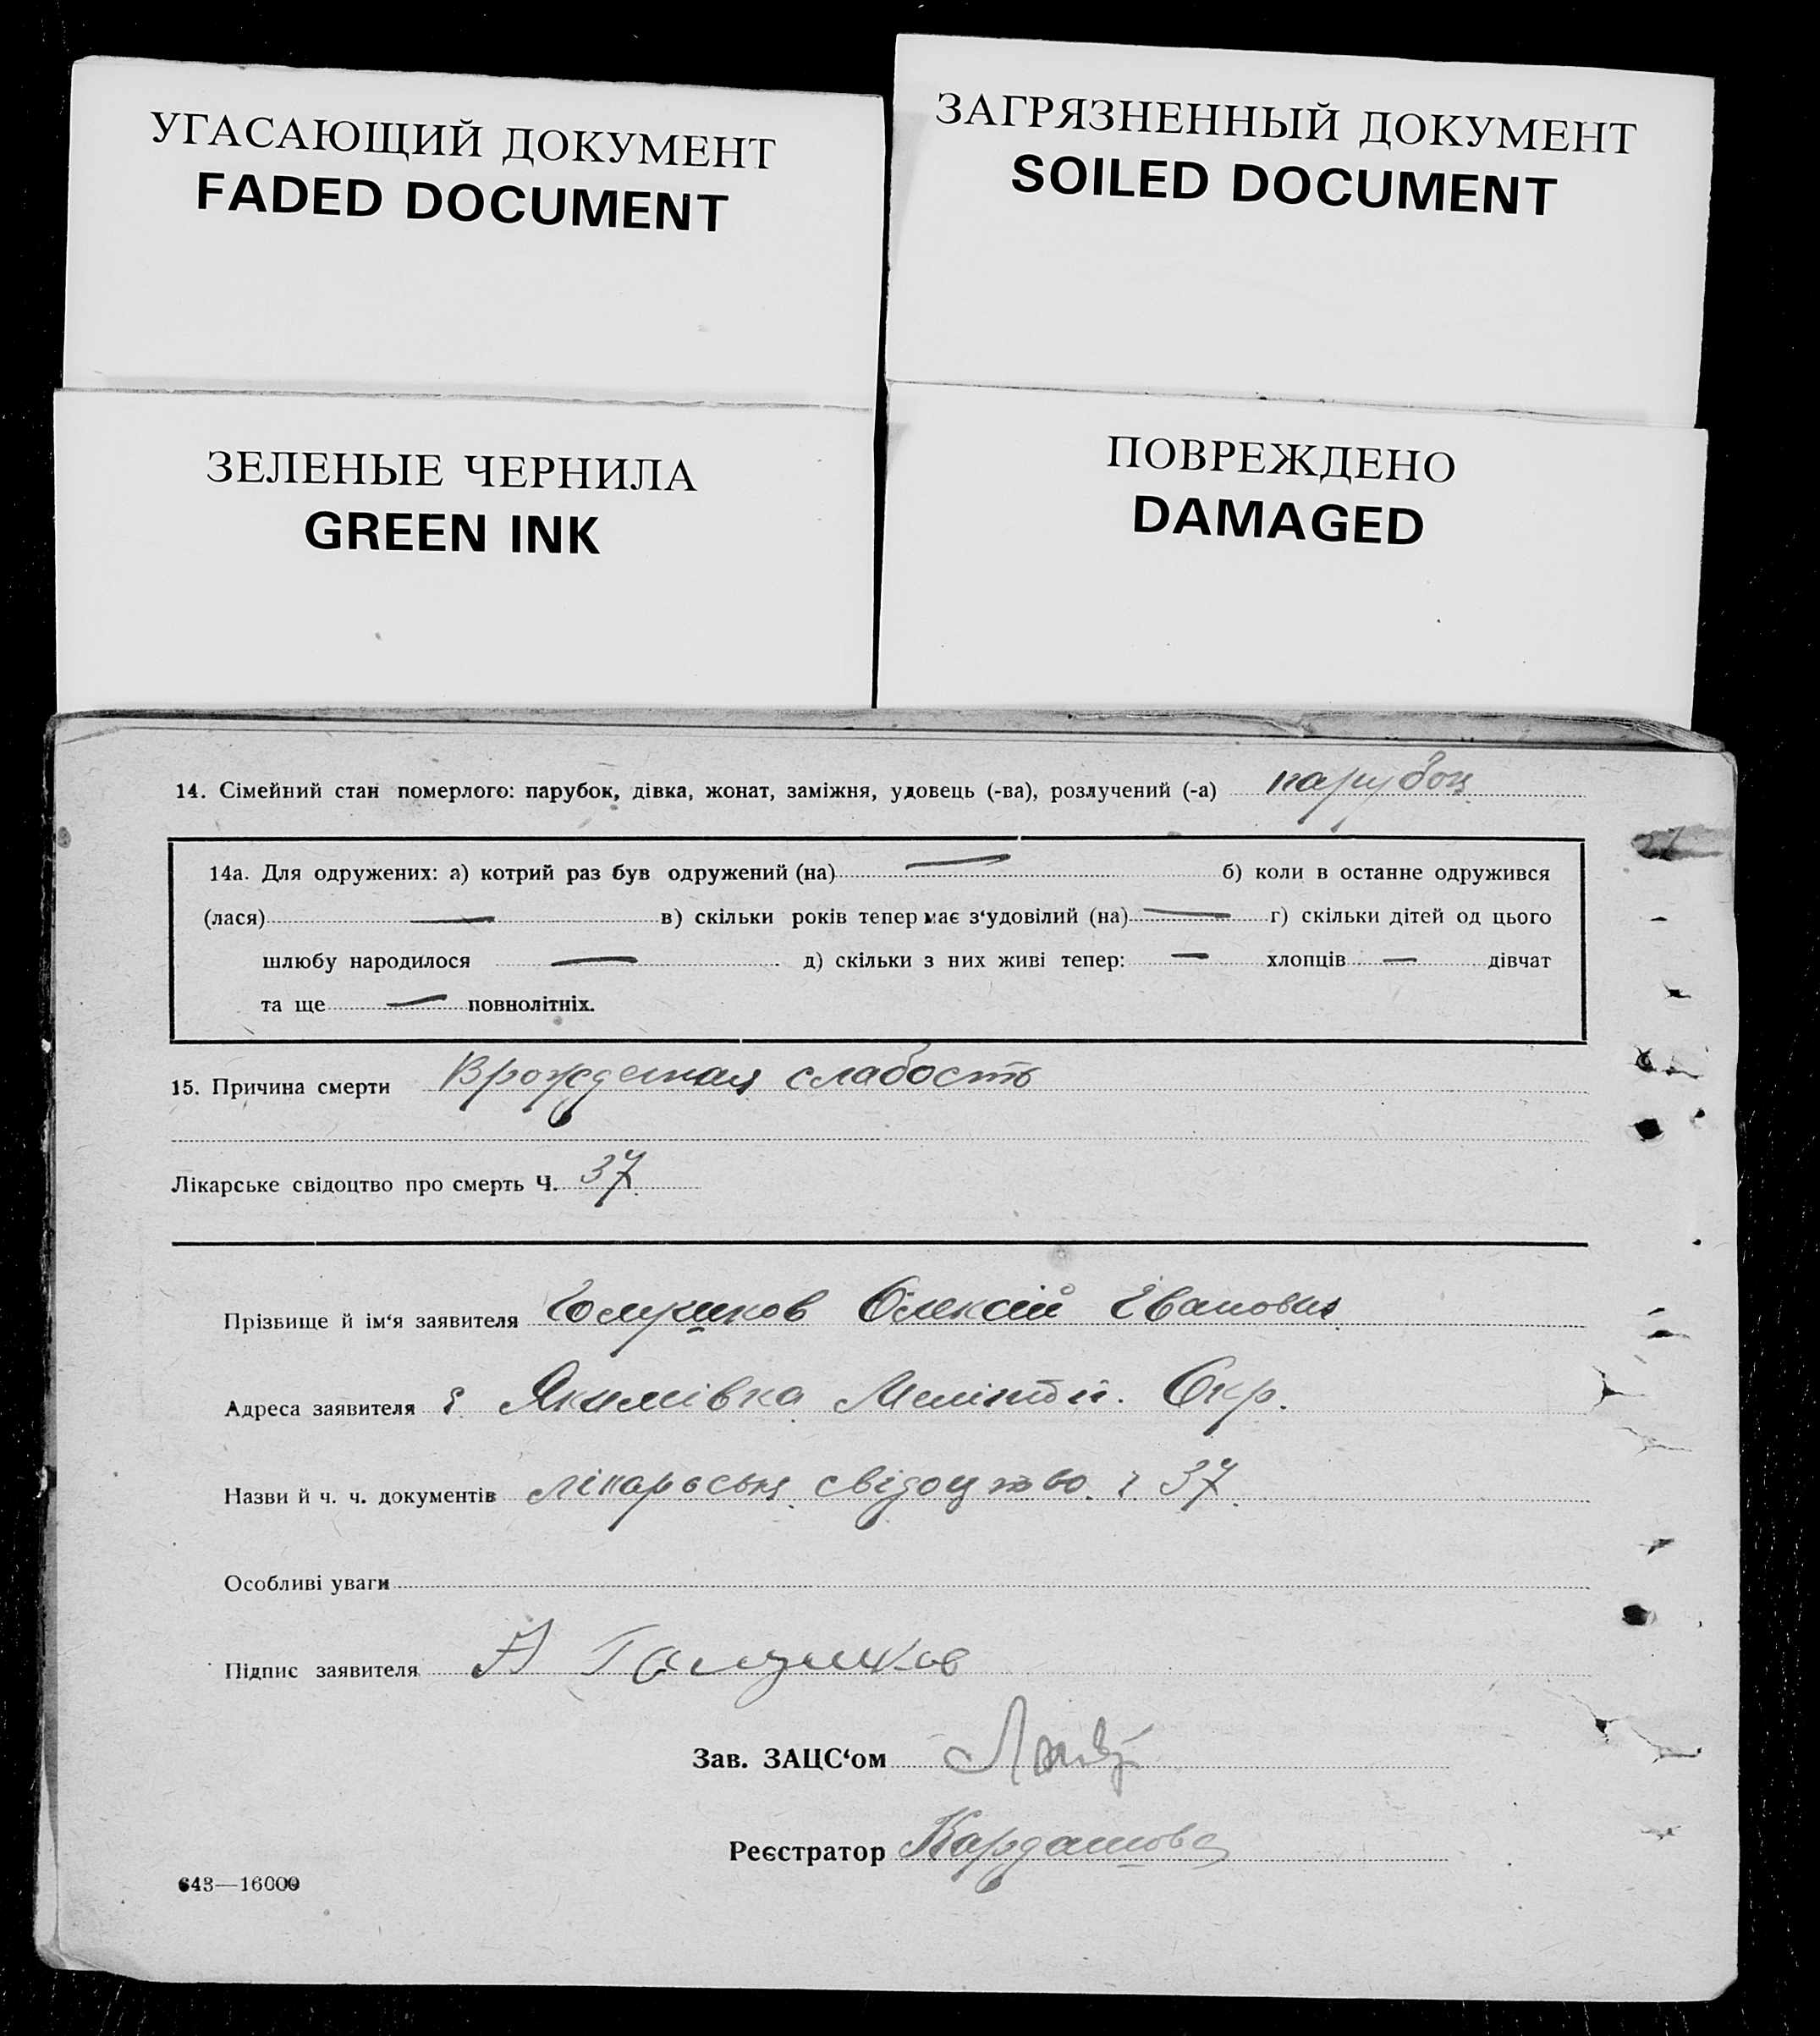 УГАСАЮЩИЙ ДОКУМЕНТ
FADED DOCUMENT
ЗАГРЯЗНЕННЫЙ ДОКУМЕНТ
SOILED DOCUMENT
ЗЕЛЕНЫЕ ЧЕРНИЛА
GREEN INK
ПОВРЕЖДЕНО
DAMAGED
14. Сімейний стан померлого: парубок, дівка, жонат, заміжня, удовець (-ва), розлучений (-а) парубок
14а. Для одружених: а) котрий раз був одружений (на) — б) коли в останне одружився
(лася) — в) скільки років тепер має з‘удовілий (на) — г) скільки дітей од цього
шлюбу народилося — д) скільки з них живі тепер: — хлопців — дівчат
та ще — повнолітніх.
15. Причина смерти Врожденная слабость
Лікарське свідоцтво про смерть Ч. 37
Прізвище й ім‘я заявителя Олексій Іванович
Адреса заявителя с. Якимівка Меліт. Окр.
Назви й ч. ч. документів лікарськ свідоцтво ч 37
Особливі уваги
Підпис заявителя А
Зав. ЗАЦС‘ом
Реєстратор Кардашова
643—16000